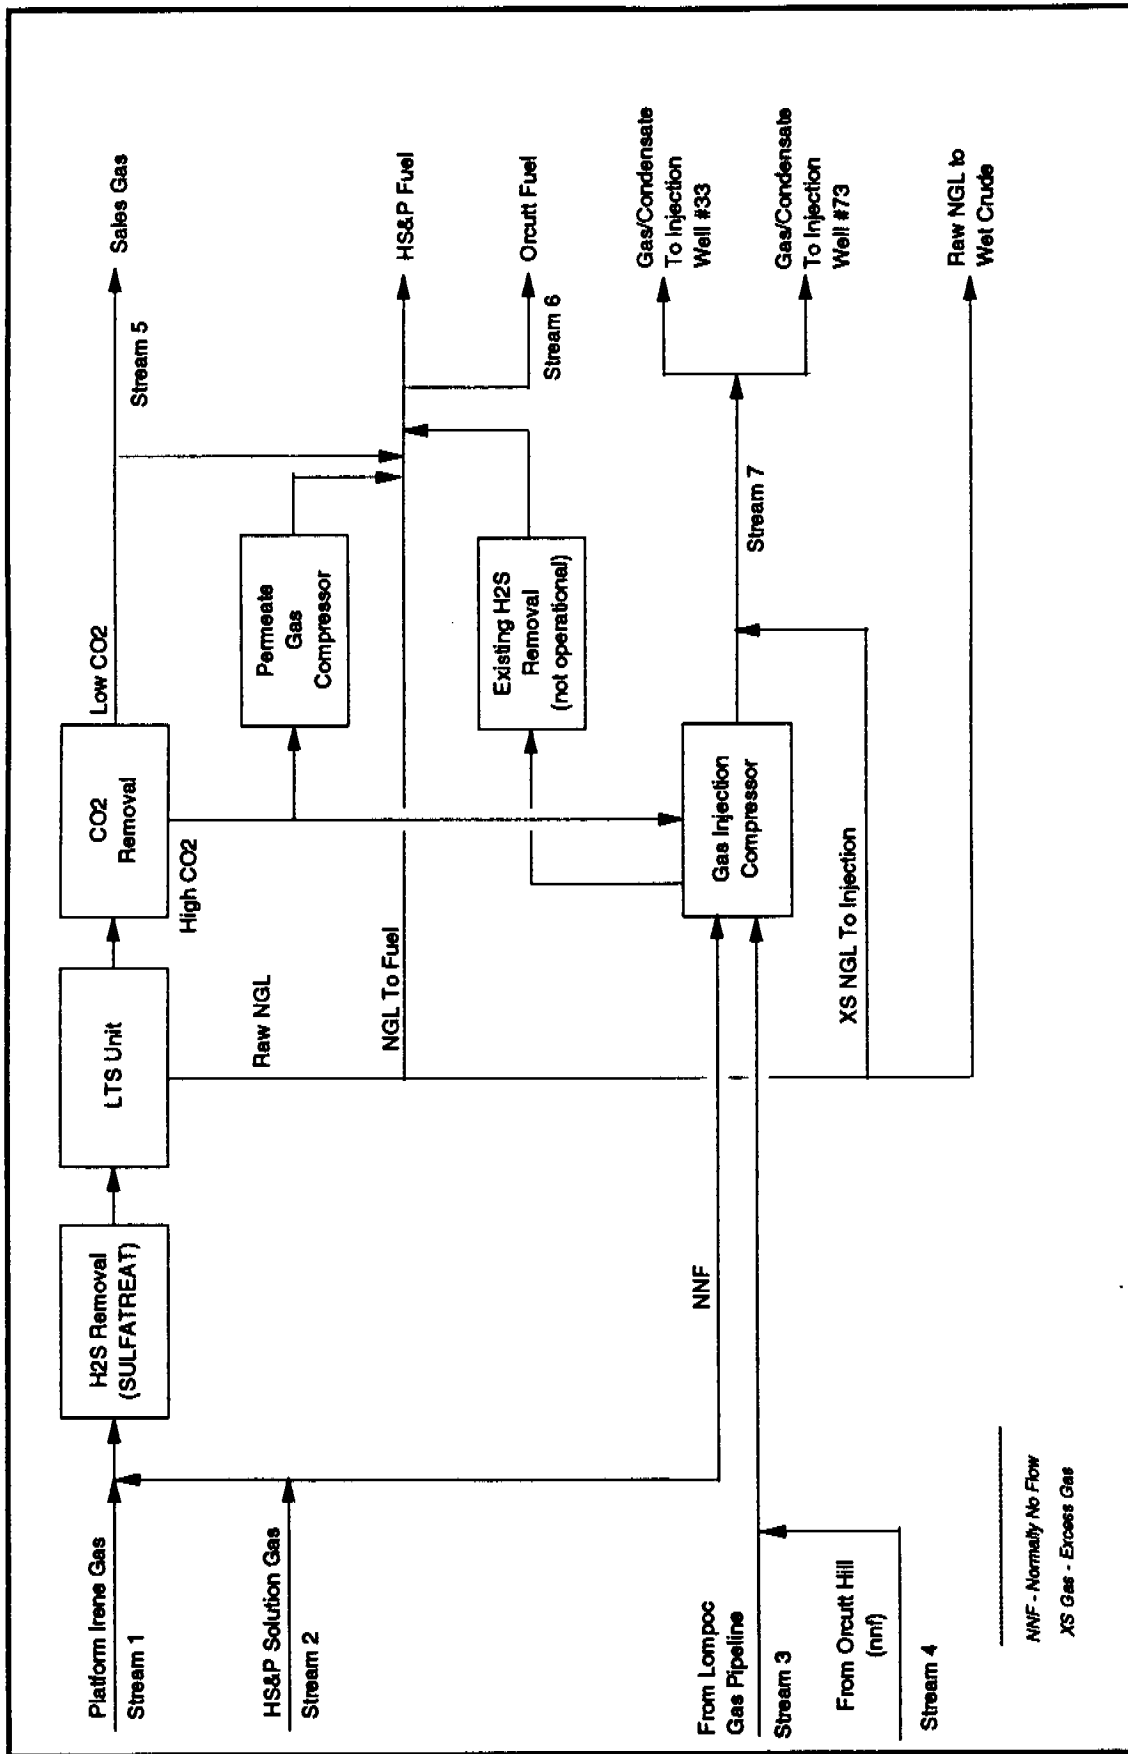 Platform Irene Gas
Stream 1
HS&P Solution Gas
Stream 2
From Lompoc
Gas Pipeline
Stream 3
From Orcutt Hill
(nnf)
Stream 4
H2S Removal
(SULFATREAT)
LTS Unit
CO2
Removal
Low CO2
High CO2
Raw NGL
NGL To Fuel
NNF
Permeate
Gas
Compressor
Existing H2S
Removal
(not operational)
Gas Injection
Compressor
XS NGL To Injection
Stream 5
Stream 6
Stream 7
Sales Gas
HS&P Fuel
Orcutt Fuel
Gas/Condensate
To Injection
Well #33
Gas/Condensate
To Injection
Well #73
Raw NGL to
Wet Crude
NNF - Normally No Flow
XS Gas - Excess Gas